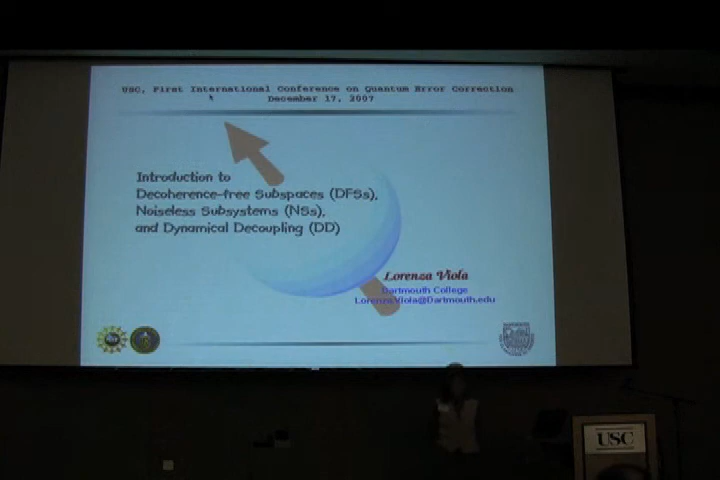 USC, First International Conference on Quantum Error Correction
December 17, 2007
Introduction to
Decoherence-free Subspaces (DFSs),
Noiseless Subsystems (NSs),
and Dynamical Decoupling (DD)
Lorenza Viola
Dartmouth College
Lorenza.Viola@Dartmouth.edu
USC